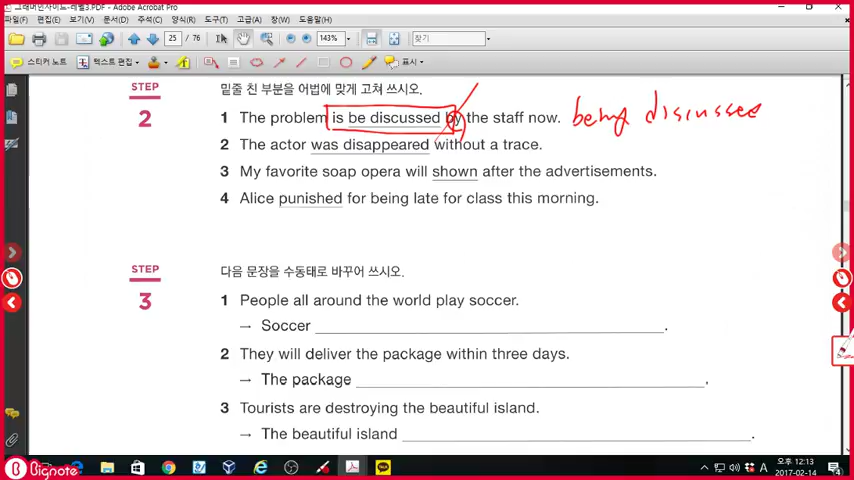 그래머인사이트-레벨3.PDF - Adobe Acrobat Pro
파일(F) 편집(E) 보기(V) 문서(D) 주석(C) 양식(R) 도구(T) 고급(A) 창(W) 도움말(H)
25 / 76 143% 찾기
스티커 노트 텍스트 편집 표시
STEP 2
밑줄 친 부분을 어법에 맞게 고쳐 쓰시오.
1 The problem is be discussed by the staff now. being discussed
2 The actor was disappeared without a trace.
3 My favorite soap opera will shown after the advertisements.
4 Alice punished for being late for class this morning.
STEP 3
다음 문장을 수동태로 바꾸어 쓰시오.
1 People all around the world play soccer.
→ Soccer .
2 They will deliver the package within three days.
→ The package .
3 Tourists are destroying the beautiful island.
→ The beautiful island .
Bignote
A 오후 12:13
2017-02-14